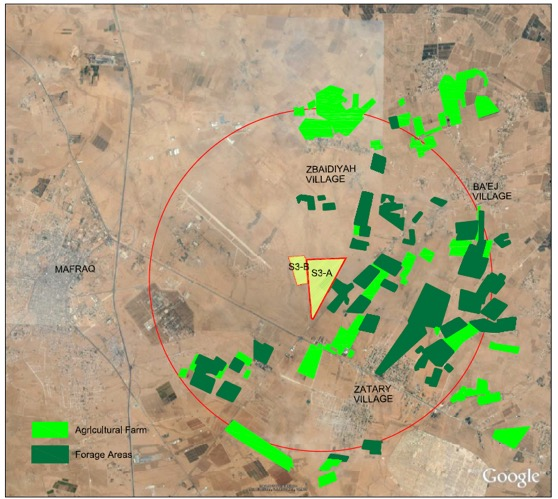 ZBAIDIYAH
VILLAGE
BA'EJ
VILLAGE
MAFRAQ
S3-B
S3-A
ZATARY
VILLAGE
Agricultural Farm
Forage Areas
Google